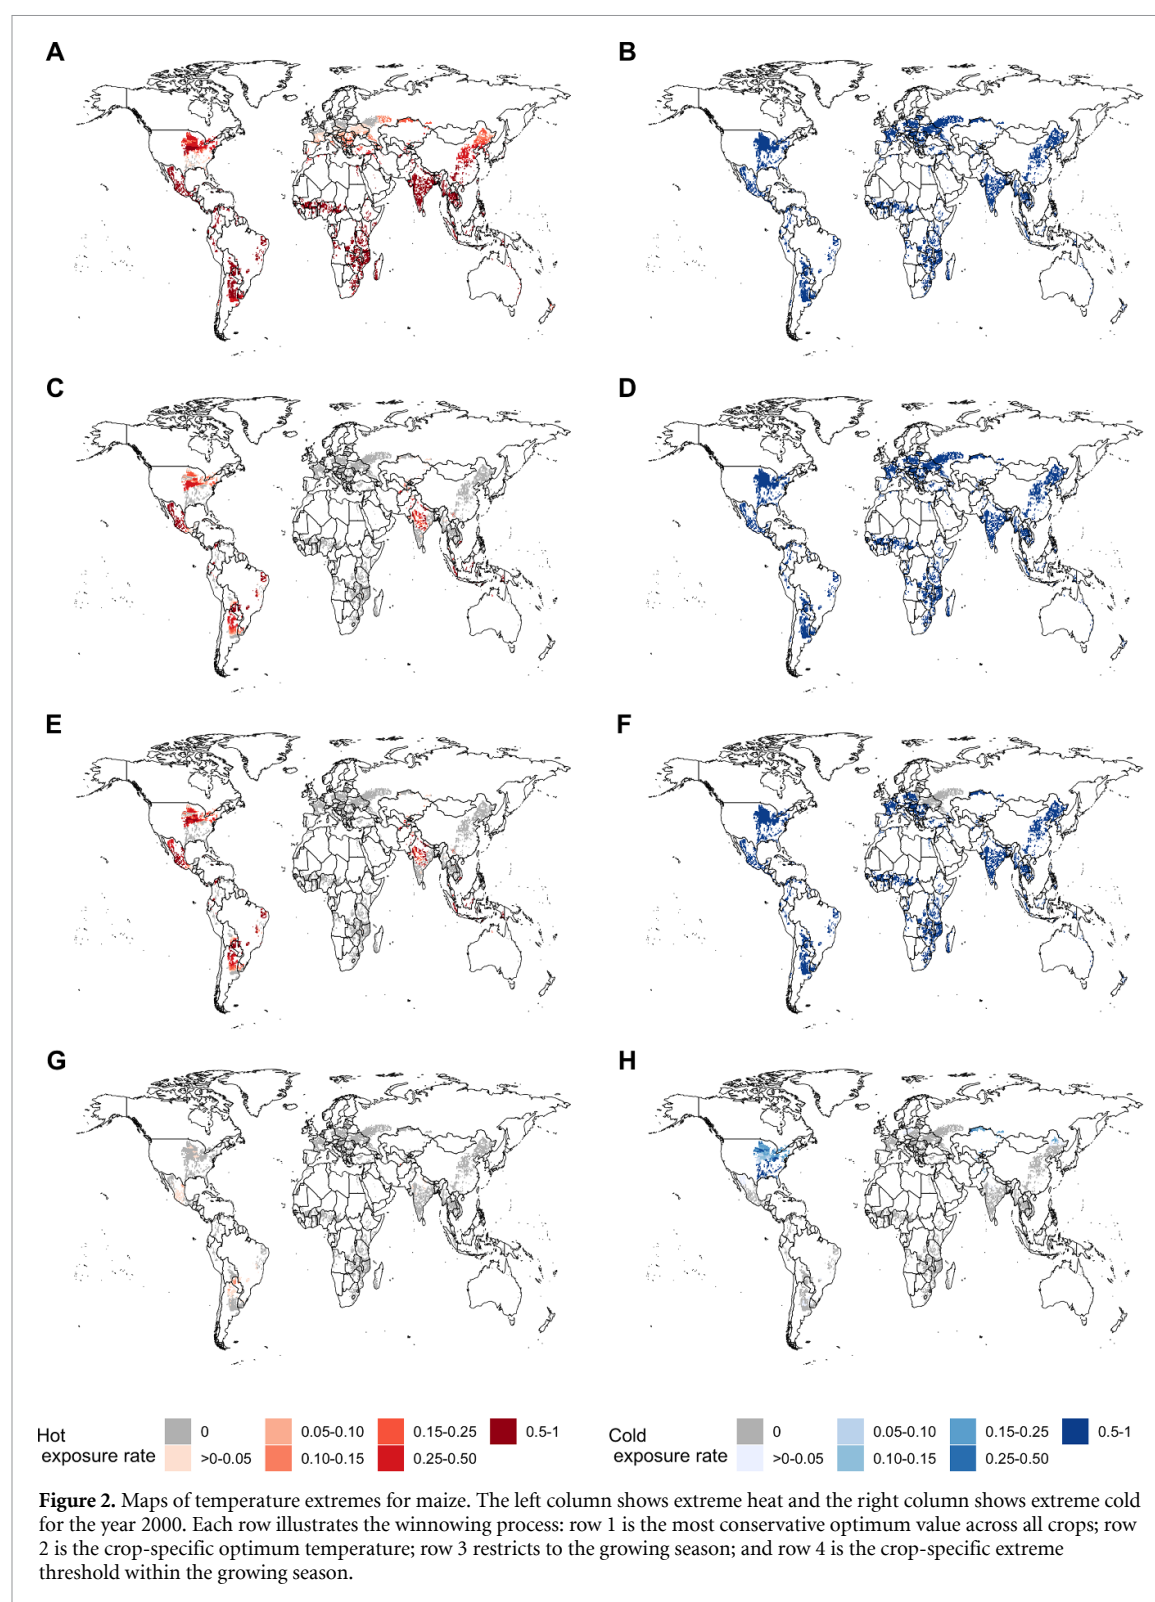 A
B
C
D
E
F
G
H
Hot
exposure rate
0
>0-0.05
0.05-0.10
0.10-0.15
0.15-0.25
0.25-0.50
0.5-1
Cold
exposure rate
0
>0-0.05
0.05-0.10
0.10-0.15
0.15-0.25
0.25-0.50
0.5-1
Figure 2. Maps of temperature extremes for maize. The left column shows extreme heat and the right column shows extreme cold
for the year 2000. Each row illustrates the winnowing process: row 1 is the most conservative optimum value across all crops; row
2 is the crop-specific optimum temperature; row 3 restricts to the growing season; and row 4 is the crop-specific extreme
threshold within the growing season.